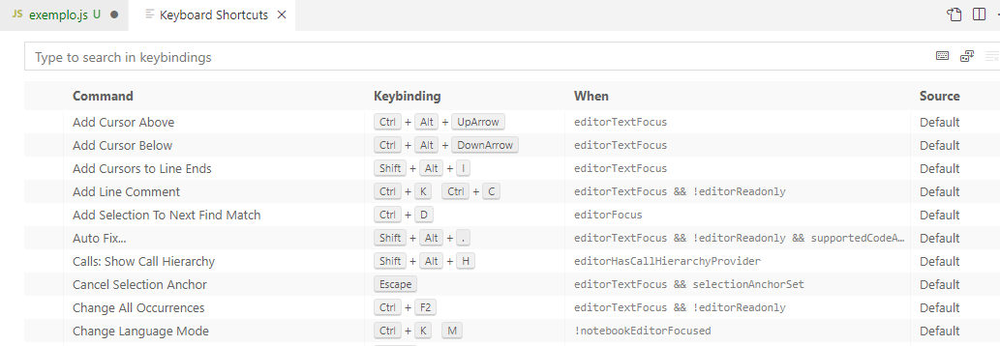 JS exemplo.js U Keyboard Shortcuts
Type to search in keybindings
Command Keybinding When Source
Add Cursor Above Ctrl + Alt + UpArrow editorTextFocus Default
Add Cursor Below Ctrl + Alt + DownArrow editorTextFocus Default
Add Cursors to Line Ends Shift + Alt + I editorTextFocus Default
Add Line Comment Ctrl + K Ctrl + C editorTextFocus && !editorReadonly Default
Add Selection To Next Find Match Ctrl + D editorFocus Default
Auto Fix... Shift + Alt + . editorTextFocus && !editorReadonly && supportedCodeA... Default
Calls: Show Call Hierarchy Shift + Alt + H editorHasCallHierarchyProvider Default
Cancel Selection Anchor Escape editorTextFocus && selectionAnchorSet Default
Change All Occurrences Ctrl + F2 editorTextFocus && !editorReadonly Default
Change Language Mode Ctrl + K M !notebookEditorFocused Default